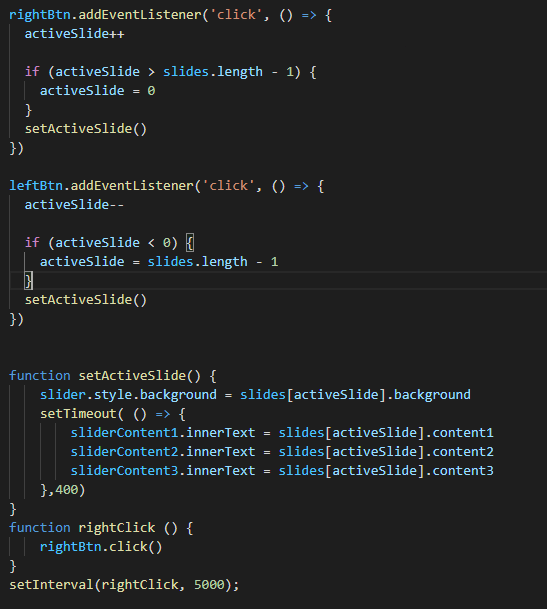 rightBtn.addEventListener('click', () => {
  activeSlide++
  if (activeSlide > slides.length - 1) {
    activeSlide = 0
  }
  setActiveSlide()
})
leftBtn.addEventListener('click', () => {
  activeSlide--
  if (activeSlide < 0) {
    activeSlide = slides.length - 1
  }
  setActiveSlide()
})
function setActiveSlide() {
    slider.style.background = slides[activeSlide].background
    setTimeout( () => {
        sliderContent1.innerText = slides[activeSlide].content1
        sliderContent2.innerText = slides[activeSlide].content2
        sliderContent3.innerText = slides[activeSlide].content3
    },400)
}
function rightClick () {
    rightBtn.click()
}
setInterval(rightClick, 5000);